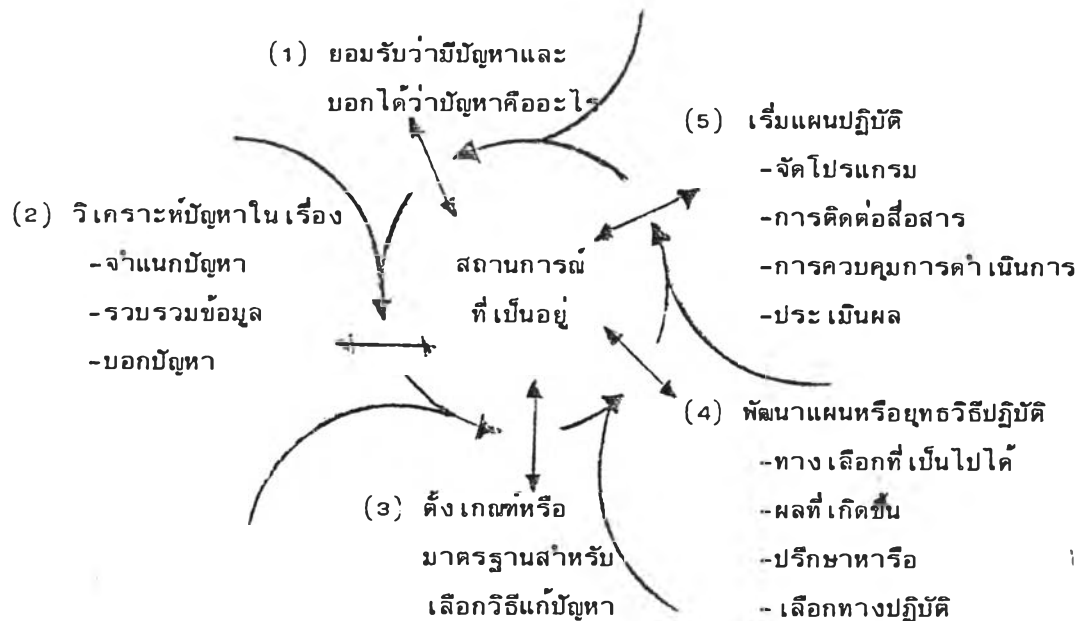 (1) ยอมรับว่ามีปัญหาและ
บอกได้ว่าปัญหาคืออะไร
(2) วิเคราะห์ปัญหาในเรื่อง
-จำแนกปัญหา
-รวบรวมข้อมูล
-บอกปัญหา
สถานการณ์
ที่เป็นอยู่
(3) ตั้งเกณฑ์หรือ
มาตรฐานสำหรับ
เลือกวิธีแก้ปัญหา
(4) พัฒนาแผนหรือยุทธวิธีปฏิบัติ
-ทางเลือกที่เป็นไปได้
-ผลที่เกิดขึ้น
-ปรึกษาหารือ
- เลือกทางปฏิบัติ
(5) เริ่มแผนปฏิบัติ
-จัดโปรแกรม
-การติดต่อสื่อสาร
-การควบคุมการดำเนินการ
-ประเมินผล